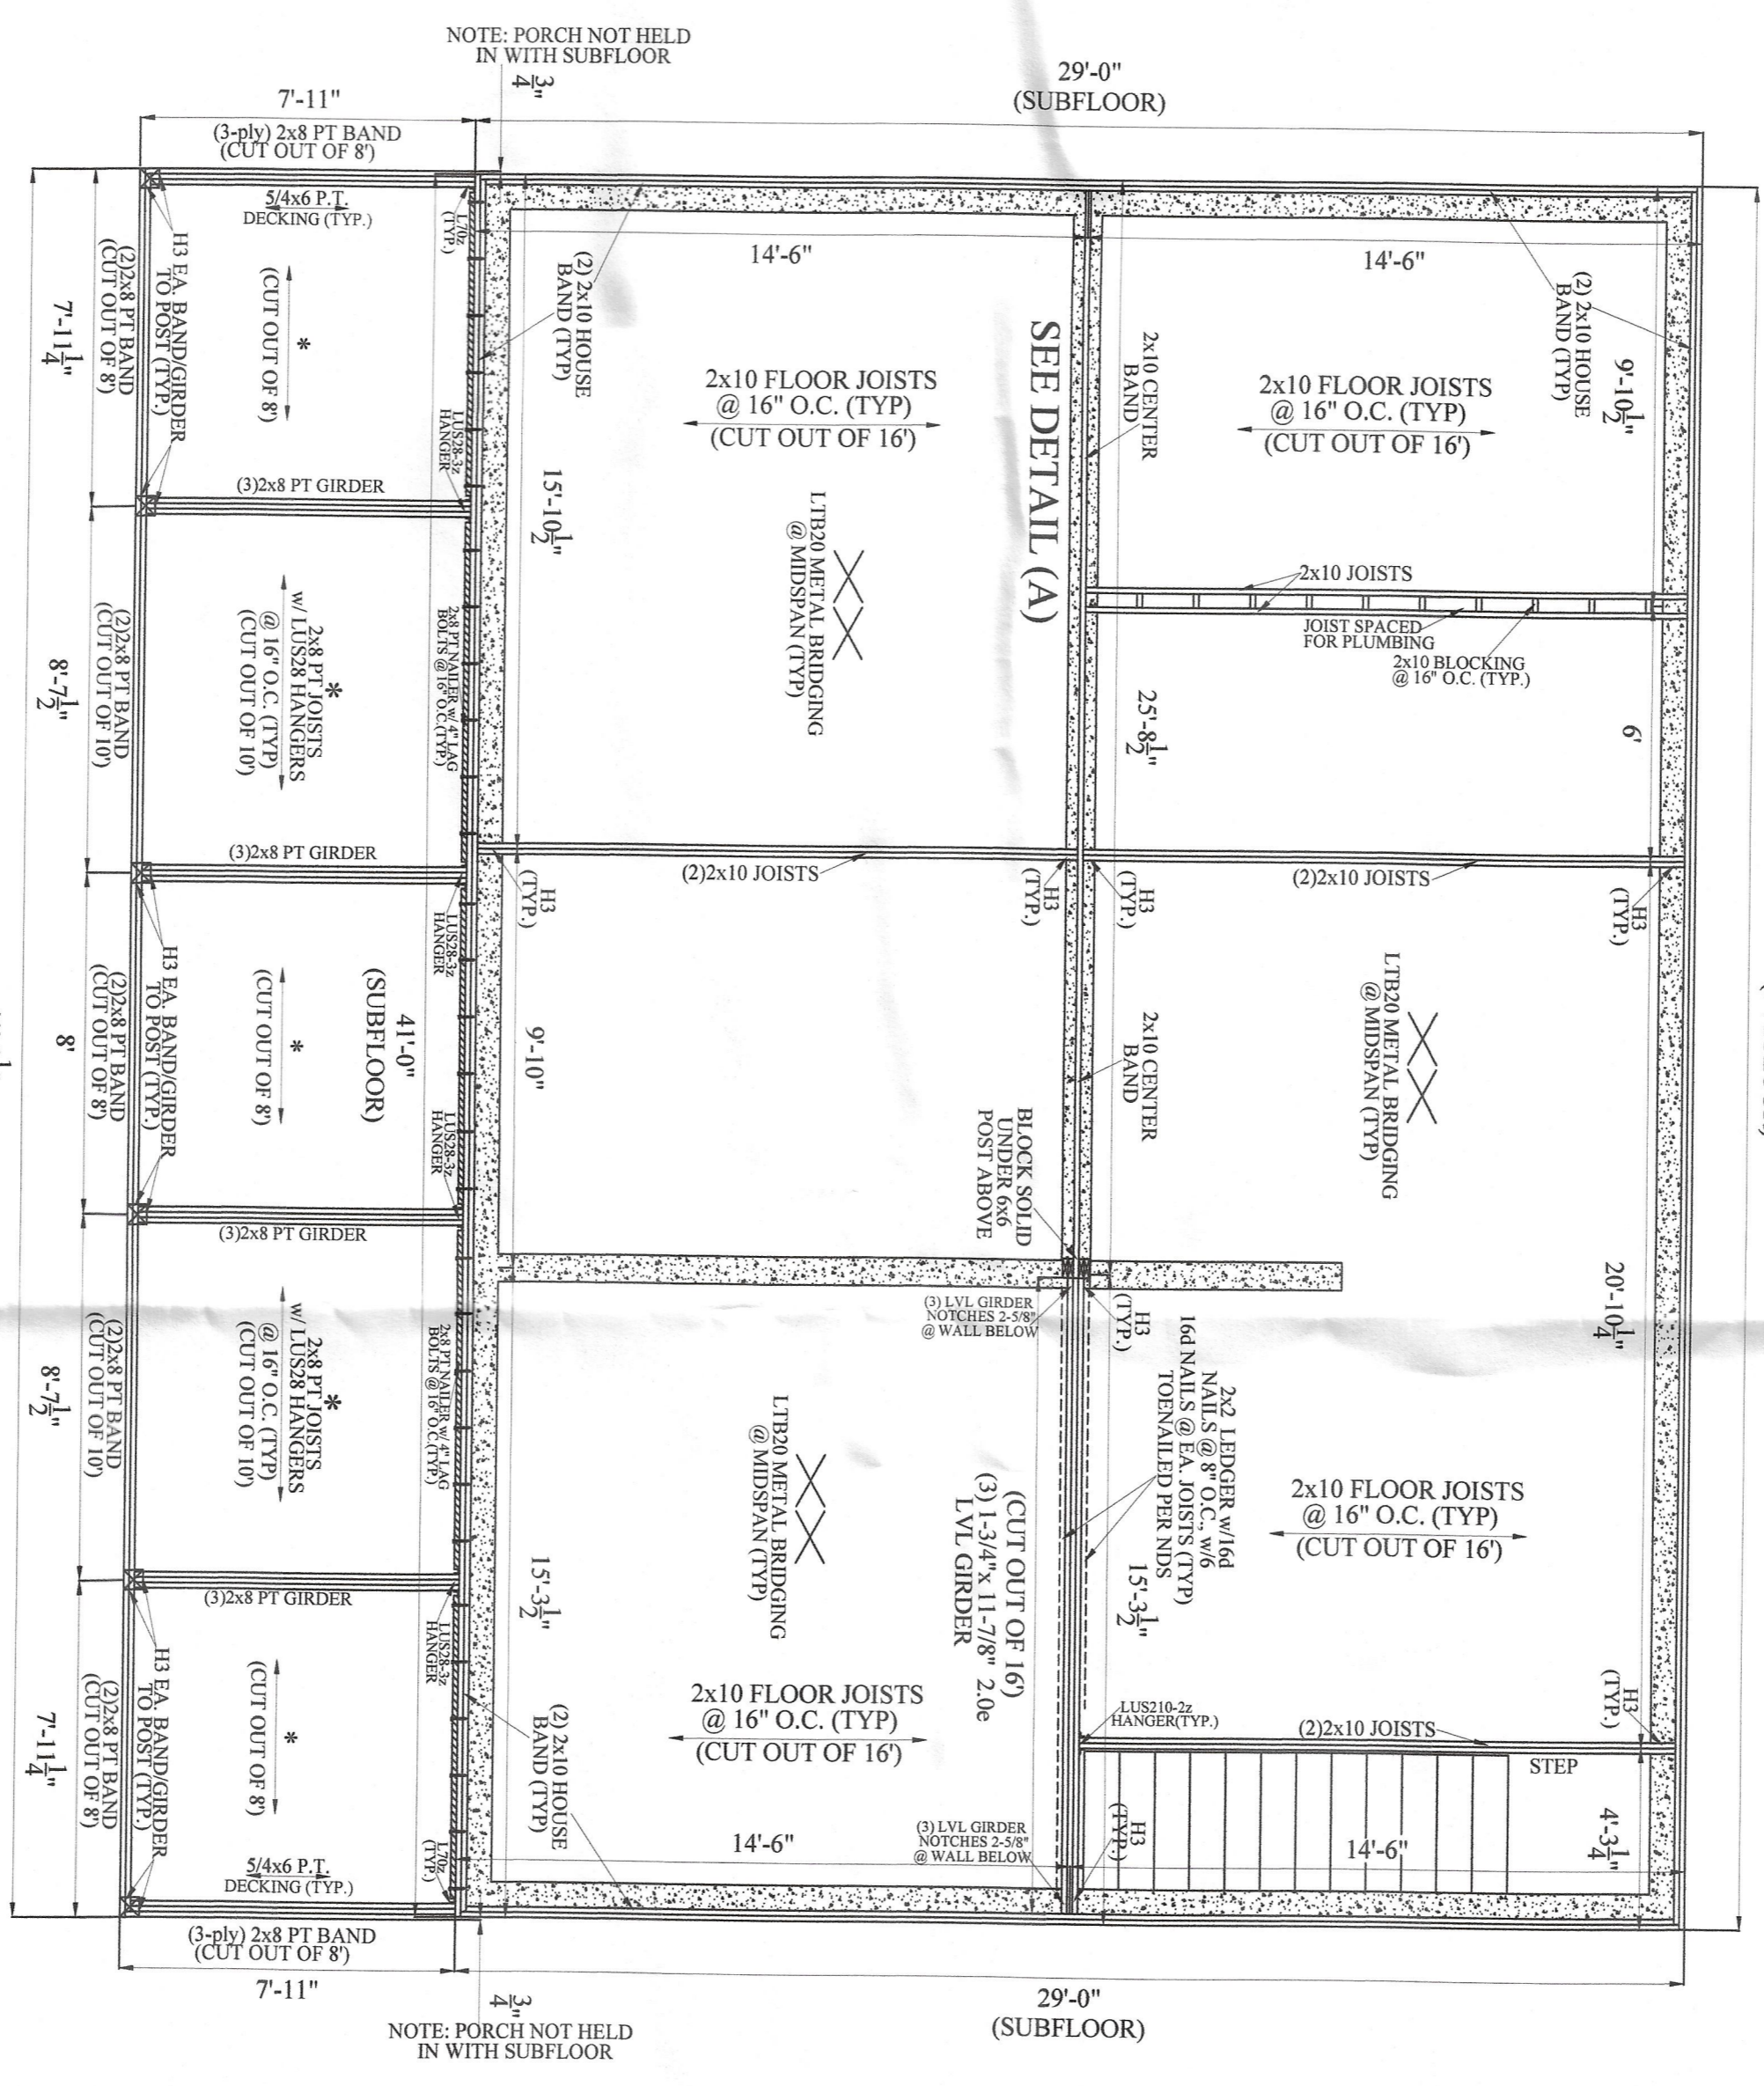 NOTE: PORCH NOT HELD
IN WITH SUBFLOOR
3/4"
7'-11"
(3-ply) 2x8 PT BAND
(CUT OUT OF 8')
29'-0"
(SUBFLOOR)
5/4x6 P.T.
DECKING (TYP.)
L70z
(TYP.)
H3 EA. BAND/GIRDER
TO POST (TYP.)
(2)2x8 PT BAND
(CUT OUT OF 8')
7'-11 1/4"
*
(CUT OUT OF 8')
LUS28-3z
HANGER
(3)2x8 PT GIRDER
(2) 2x10 HOUSE
BAND (TYP)
14'-6"
2x10 FLOOR JOISTS
@ 16" O.C. (TYP)
(CUT OUT OF 16')
15'-10 1/2"
LTB20 METAL BRIDGING
@ MIDSPAN (TYP)
SEE DETAIL (A)
2x10 CENTER
BAND
14'-6"
2x10 FLOOR JOISTS
@ 16" O.C. (TYP)
(CUT OUT OF 16')
(2) 2x10 HOUSE
BAND (TYP)
9'-10 1/2"
2x10 JOISTS
JOIST SPACED
FOR PLUMBING
2x10 BLOCKING
@ 16" O.C. (TYP.)
25'-8 1/2"
6'
(2)2x8 PT BAND
(CUT OUT OF 10')
8'-7 1/2"
*
2x8 PT JOISTS
w/ LUS28 HANGERS
@ 16" O.C. (TYP)
(CUT OUT OF 10')
2x8 PT NAILER w/ 4" LAG
BOLTS @ 16" O.C.(TYP.)
(3)2x8 PT GIRDER
(2)2x10 JOISTS
(2)2x10 JOISTS
H3
(TYP.)
H3
(TYP.)
H3
(TYP.)
H3
(TYP.)
LUS28-3z
HANGER
H3 EA. BAND/GIRDER
TO POST (TYP.)
(2)2x8 PT BAND
(CUT OUT OF 8')
8'
*
(CUT OUT OF 8')
41'-0"
(SUBFLOOR)
LUS28-3z
HANGER
9'-10"
(3)2x8 PT GIRDER
2x10 CENTER
BAND
BLOCK SOLID
UNDER 6x6
POST ABOVE
LTB20 METAL BRIDGING
@ MIDSPAN (TYP)
20'-10 1/4"
(3) LVL GIRDER
NOTCHES 2-5/8"
@ WALL BELOW
H3
(TYP.)
2x2 LEDGER w/16d
NAILS @ 8" O.C., w/6
16d NAILS @ EA. JOISTS (TYP)
TOENAILED PER NDS
15'-3 1/2"
(CUT OUT OF 16')
(3) 1-3/4"x 11-7/8" 2.0e
LVL GIRDER
2x10 FLOOR JOISTS
@ 16" O.C. (TYP)
(CUT OUT OF 16')
(2)2x8 PT BAND
(CUT OUT OF 10')
8'-7 1/2"
*
2x8 PT JOISTS
w/ LUS28 HANGERS
@ 16" O.C. (TYP)
(CUT OUT OF 10')
2x8 PT NAILER w/ 4" LAG
BOLTS @ 16" O.C.(TYP.)
(3)2x8 PT GIRDER
LUS28-3z
HANGER
LTB20 METAL BRIDGING
@ MIDSPAN (TYP)
15'-3 1/2"
2x10 FLOOR JOISTS
@ 16" O.C. (TYP)
(CUT OUT OF 16')
(2) 2x10 HOUSE
BAND (TYP)
14'-6"
LUS210-2z
HANGER(TYP.)
(2)2x10 JOISTS
H3
(TYP.)
STEP
(3) LVL GIRDER
NOTCHES 2-5/8"
@ WALL BELOW
H3
(TYP.)
14'-6"
4'-3 1/4"
H3 EA. BAND/GIRDER
TO POST (TYP.)
(2)2x8 PT BAND
(CUT OUT OF 8')
7'-11 1/4"
*
(CUT OUT OF 8')
5/4x6 P.T.
DECKING (TYP.)
L70z
(TYP.)
(3-ply) 2x8 PT BAND
(CUT OUT OF 8')
7'-11"
3/4"
NOTE: PORCH NOT HELD
IN WITH SUBFLOOR
29'-0"
(SUBFLOOR)